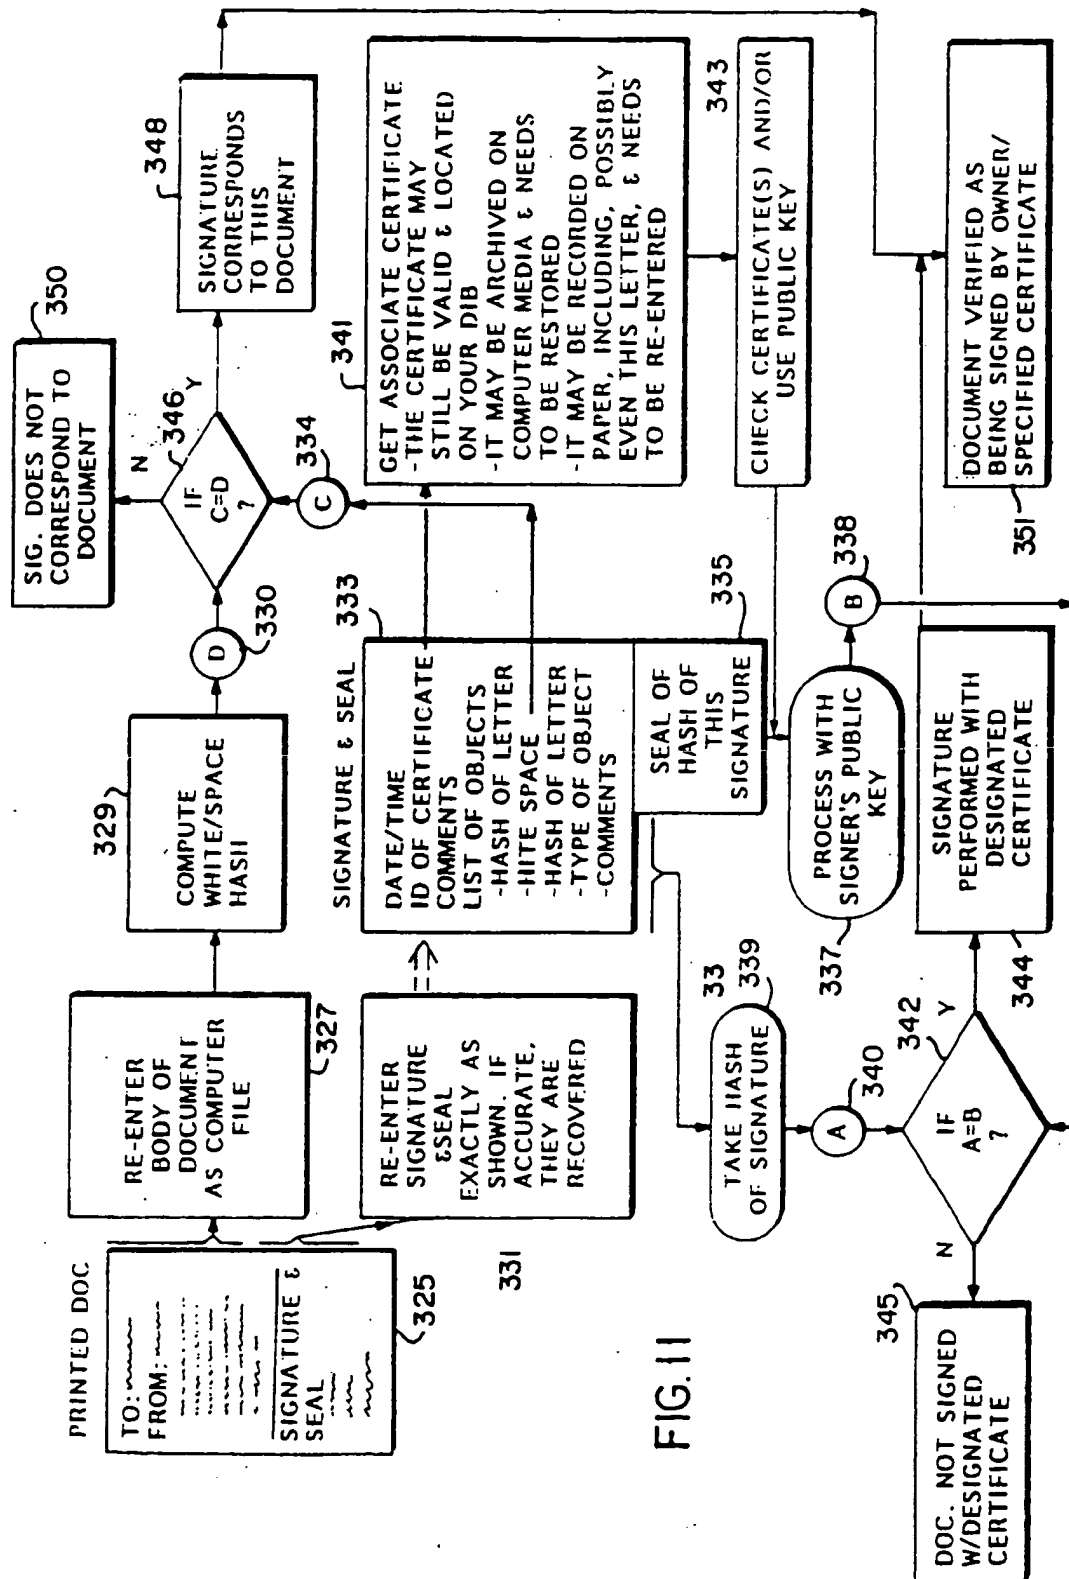 PRINTED DOC
TO:
FROM:
SIGNATURE &
SEAL
325
RE-ENTER
BODY OF
DOCUMENT
AS COMPUTER
FILE
327
COMPUTE
WHITE/SPACE
HASH
329
D
330
IF
C=D
?
346
N
Y
SIG. DOES NOT
CORRESPOND TO
DOCUMENT
350
SIGNATURE
CORRESPONDS
TO THIS
DOCUMENT
348
C
334
RE-ENTER
SIGNATURE
&SEAL
EXACTLY AS
SHOWN. IF
ACCURATE,
THEY ARE
RECOVERED
331
SIGNATURE & SEAL
333
DATE/TIME
ID OF CERTIFICATE
COMMENTS
LIST OF OBJECTS
-HASH OF LETTER
-HITE SPACE
-HASH OF LETTER
-TYPE OF OBJECT
-COMMENTS
SEAL OF
HASH OF
THIS
SIGNATURE
335
GET ASSOCIATE CERTIFICATE
-THE CERTIFICATE MAY
STILL BE VALID & LOCATED
ON YOUR DIB
-IT MAY BE ARCHIVED ON
COMPUTER MEDIA & NEEDS
TO BE RESTORED
-IT MAY BE RECORDED ON
PAPER, INCLUDING, POSSIBLY
EVEN THIS LETTER, & NEEDS
TO BE RE-ENTERED
341
CHECK CERTIFICATE(S) AND/OR
USE PUBLIC KEY
343
PROCESS WITH
SIGNER'S PUBLIC
KEY
337
B
338
33
339
TAKE HASH
OF SIGNATURE
A
340
IF
A=B
?
342
N
Y
DOC. NOT SIGNED
W/DESIGNATED
CERTIFICATE
345
SIGNATURE
PERFORMED WITH
DESIGNATED
CERTIFICATE
344
DOCUMENT VERIFIED AS
BEING SIGNED BY OWNER/
SPECIFIED CERTIFICATE
351
FIG. 11